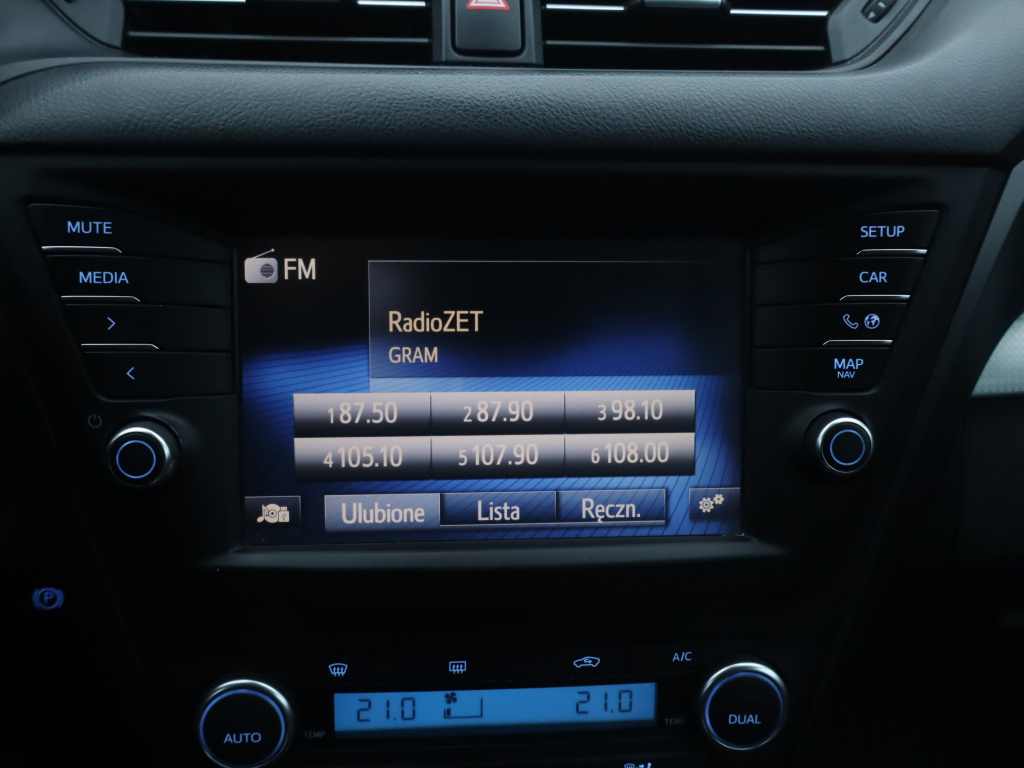 MUTE
SETUP
FM
MEDIA
CAR
RadioZET
GRAM
MAP
NAV
1 87.50 2 87.90 3 98.10
4 105.10 5 107.90 6 108.00
Ulubione Lista Ręczn.
P
A/C
21.0 21.0
AUTO TEMP TEMP DUAL